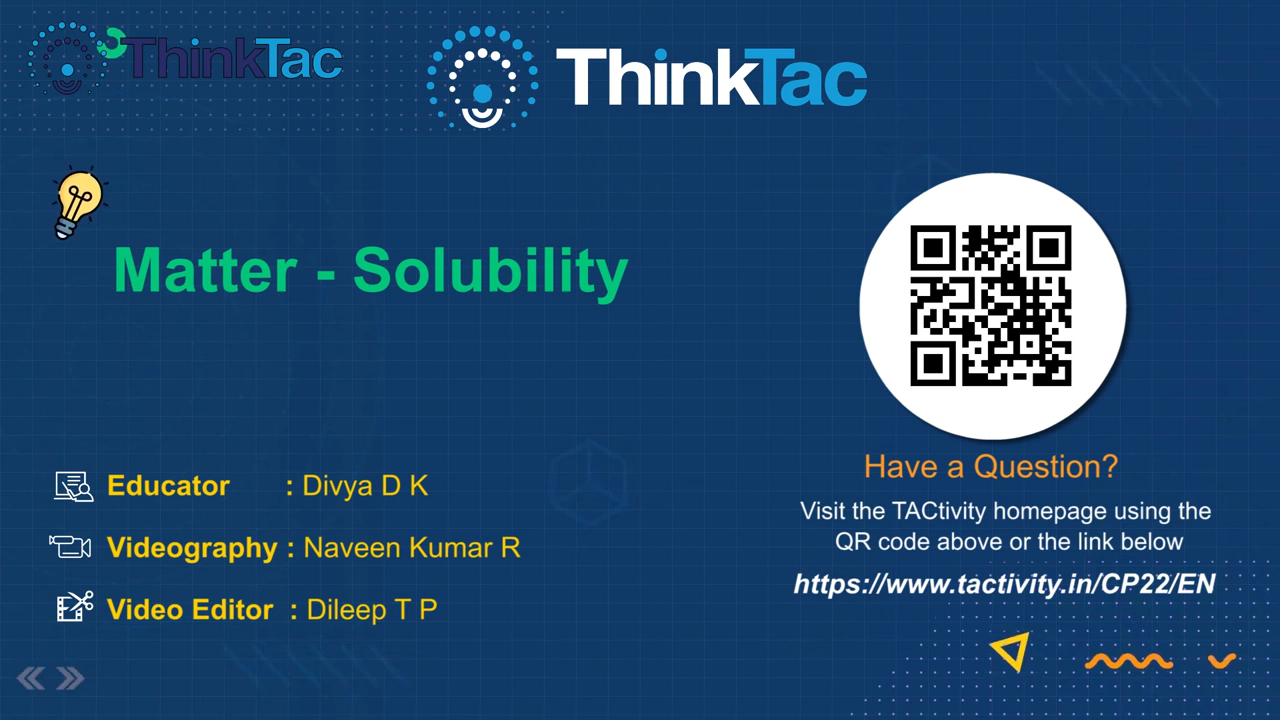 ThinkTac
ThinkTac
Matter - Solubility
Educator : Divya D K
Videography : Naveen Kumar R
Video Editor : Dileep T P
Have a Question?
Visit the TACtivity homepage using the
QR code above or the link below
https://www.tactivity.in/CP22/EN